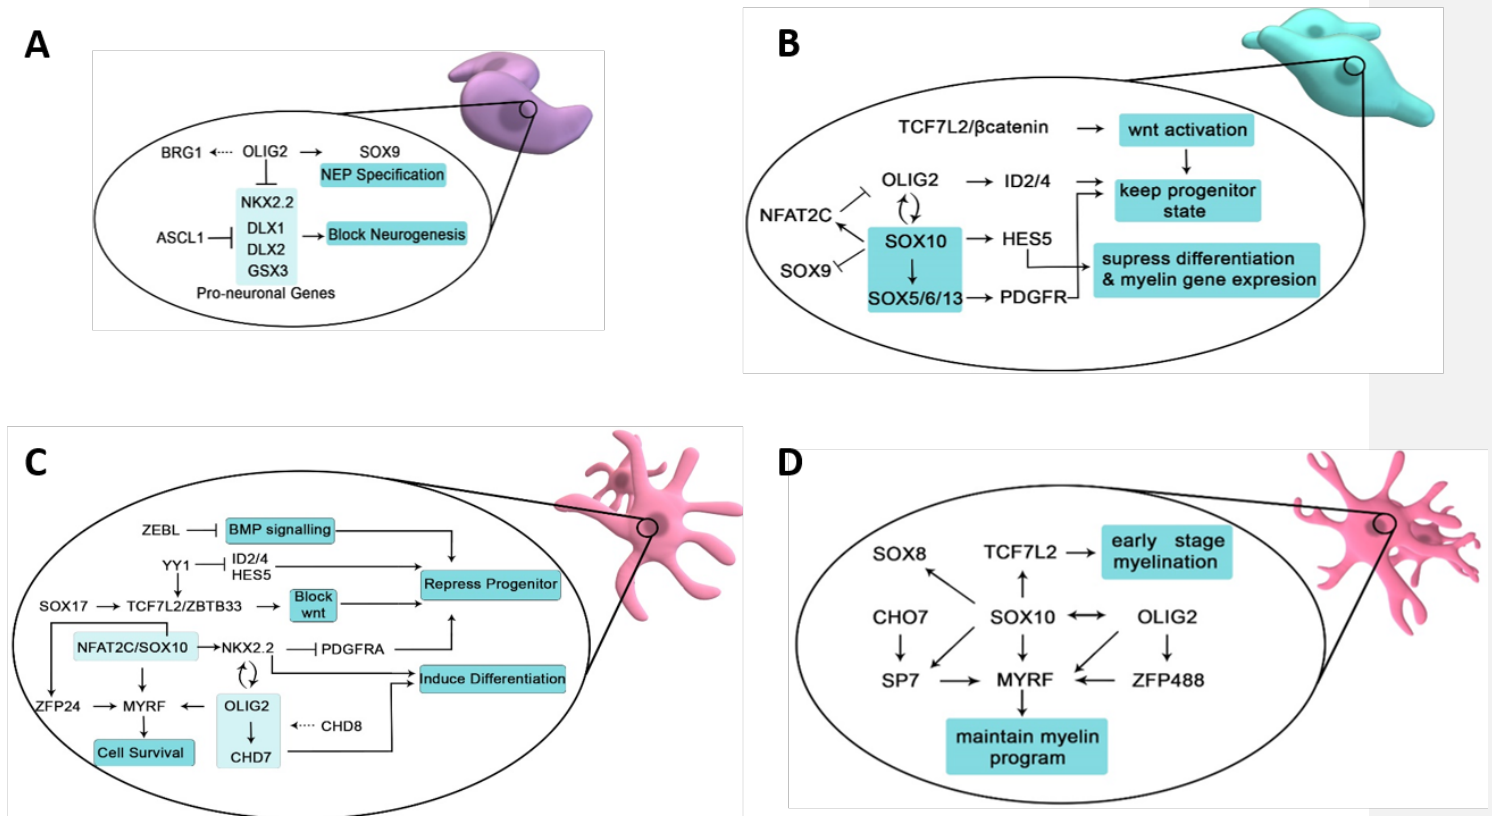 A
BRG1 OLIG2 SOX9
NEP Specification
NKX2.2
DLX1
ASCL1
DLX2
GSX3
Block Neurogenesis
Pro-neuronal Genes
B
TCF7L2/βcatenin wnt activation
OLIG2 ID2/4 keep progenitor
state
NFAT2C
SOX10 HES5
SOX9
supress differentiation
& myelin gene expresion
SOX5/6/13 PDGFR
C
ZEBL BMP signalling
YY1 ID2/4
HES5
Repress Progenitor
SOX17 TCF7L2/ZBTB33 Block
wnt
NFAT2C/SOX10 NKX2.2 PDGFRA
Induce Differentiation
ZFP24 MYRF OLIG2
CHD8
Cell Survival CHD7
D
SOX8 TCF7L2 early stage
myelination
CHO7 SOX10 OLIG2
SP7 MYRF ZFP488
maintain myelin
program